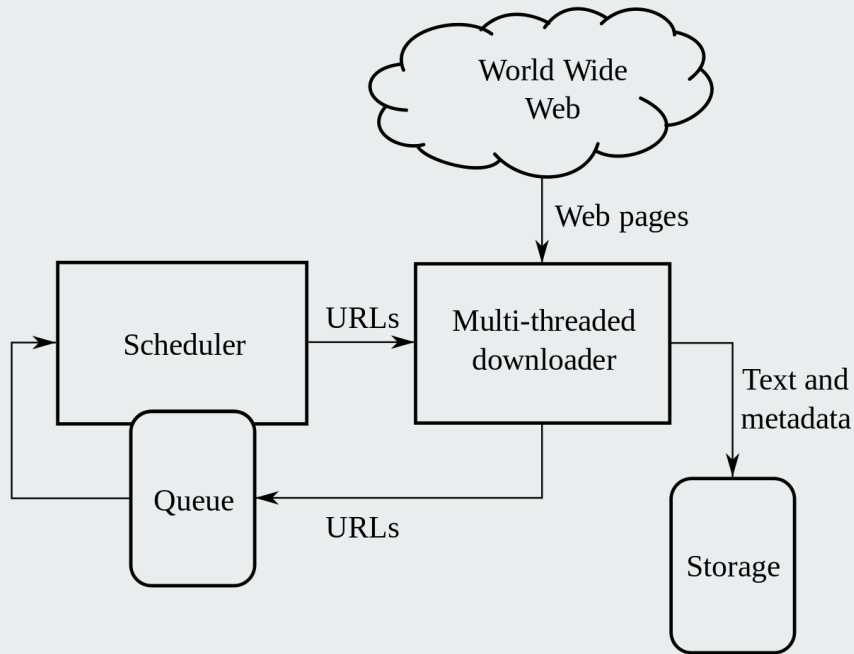 World Wide
Web
Web pages
Scheduler
URLs
Multi-threaded
downloader
Text and
metadata
Queue
URLs
Storage